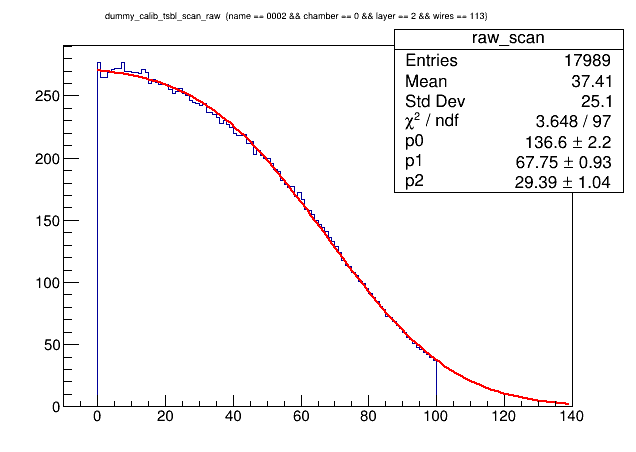 dummy_calib_tsbl_scan_raw (name == 0002 && chamber == 0 && layer == 2 && wires == 113)
raw_scan
Entries 17989
Mean 37.41
Std Dev 25.1
χ² / ndf 3.648 / 97
p0 136.6 ± 2.2
p1 67.75 ± 0.93
p2 29.39 ± 1.04
250
200
150
100
50
0
0 20 40 60 80 100 120 140